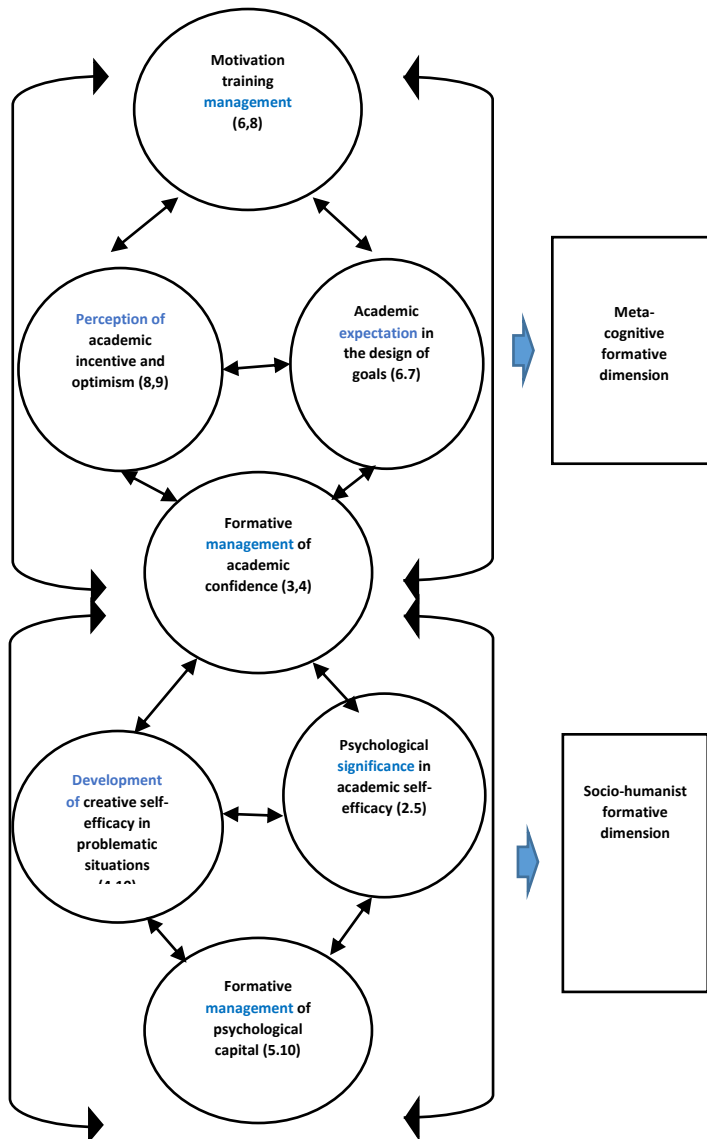 Motivation
training
management
(6,8)
Perception of
academic
incentive and
optimism (8,9)
Academic
expectation in
the design of
goals (6.7)
Meta-
cognitive
formative
dimension
Formative
management of
academic
confidence (3,4)
Development
of creative self-
efficacy in
problematic
situations
Psychological
significance in
academic self-
efficacy (2.5)
Socio-humanist
formative
dimension
Formative
management of
psychological
capital (5.10)